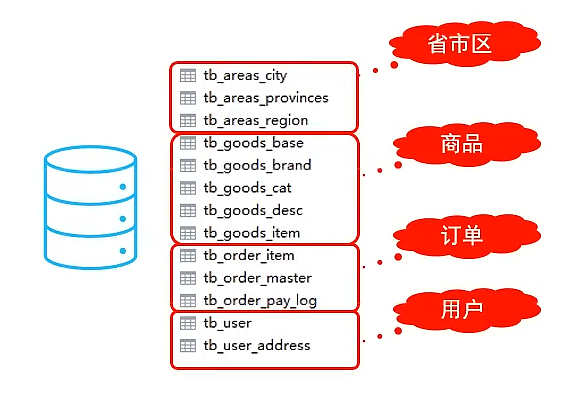 省市区
tb_areas_city
tb_areas_provinces
tb_areas_region
商品
tb_goods_base
tb_goods_brand
tb_goods_cat
tb_goods_desc
tb_goods_item
订单
tb_order_item
tb_order_master
tb_order_pay_log
用户
tb_user
tb_user_address